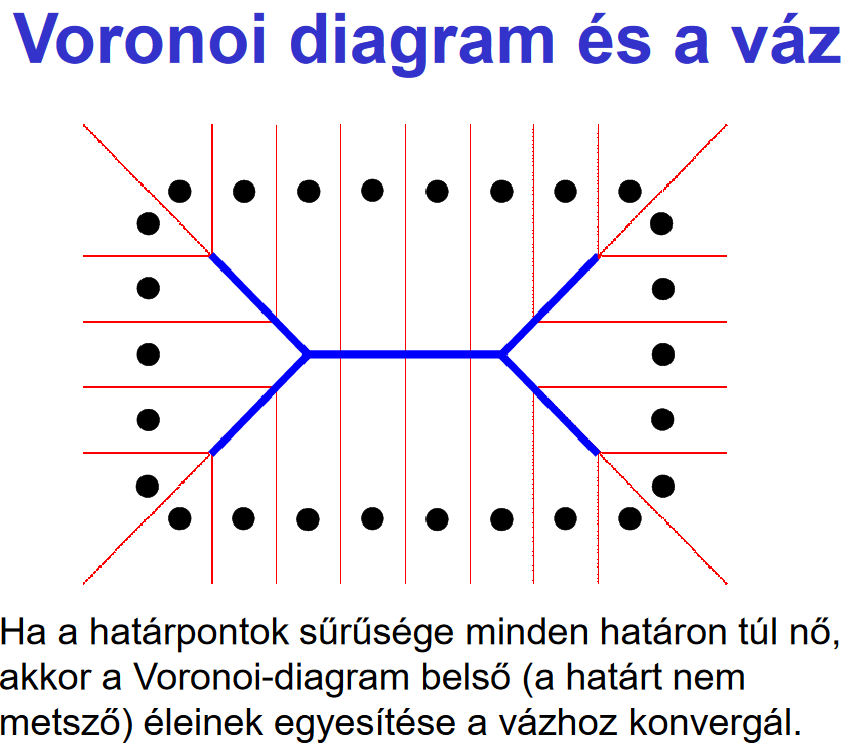 Voronoi diagram és a váz
Ha a határpontok sűrűsége minden határon túl nő,
akkor a Voronoi-diagram belső (a határt nem
metsző) éleinek egyesítése a vázhoz konvergál.